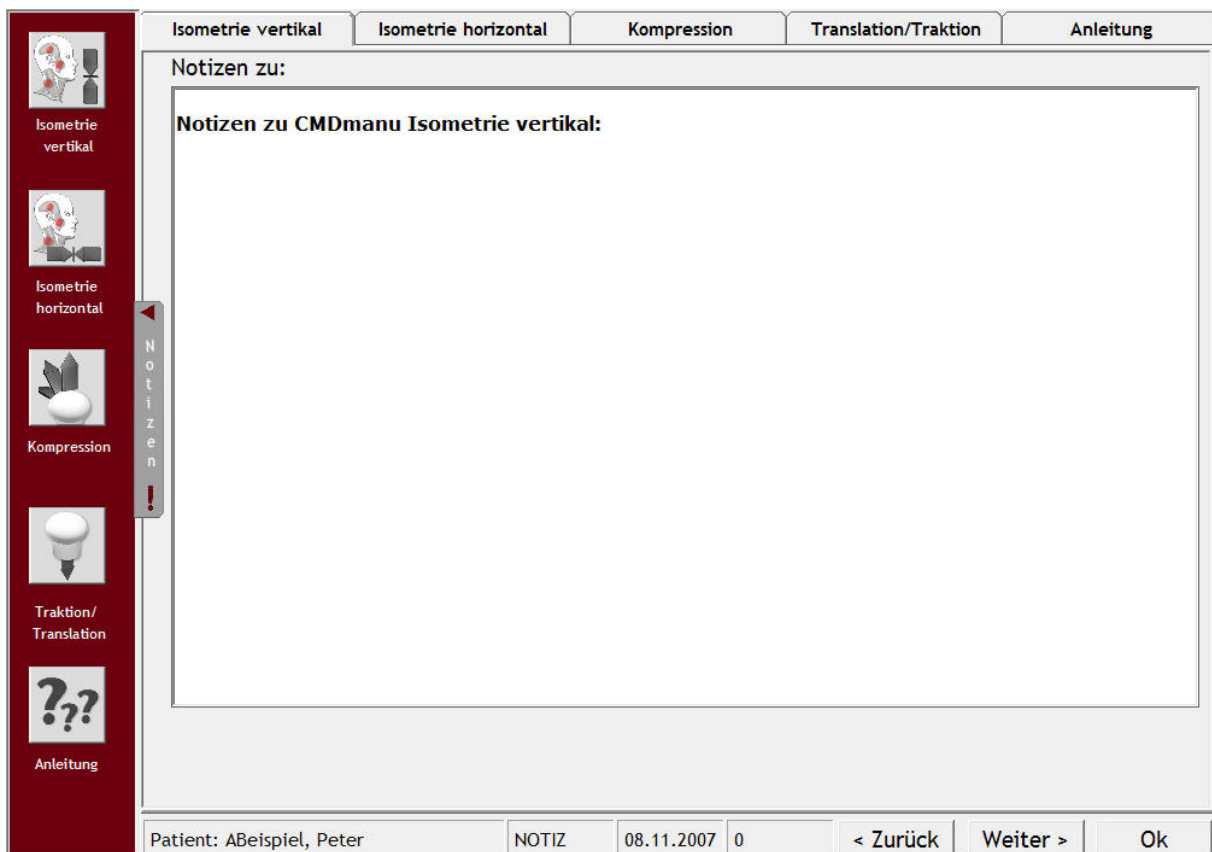 Isometrie vertikal
Isometrie horizontal
Kompression
Translation/Traktion
Anleitung
Notizen zu:
Notizen zu CMDmanu Isometrie vertikal:
Isometrie
vertikal
Isometrie
horizontal
Kompression
Traktion/
Translation
???
Anleitung
Notizen
!
Patient: ABeispiel, Peter
NOTIZ
08.11.2007
0
< Zurück
Weiter >
Ok